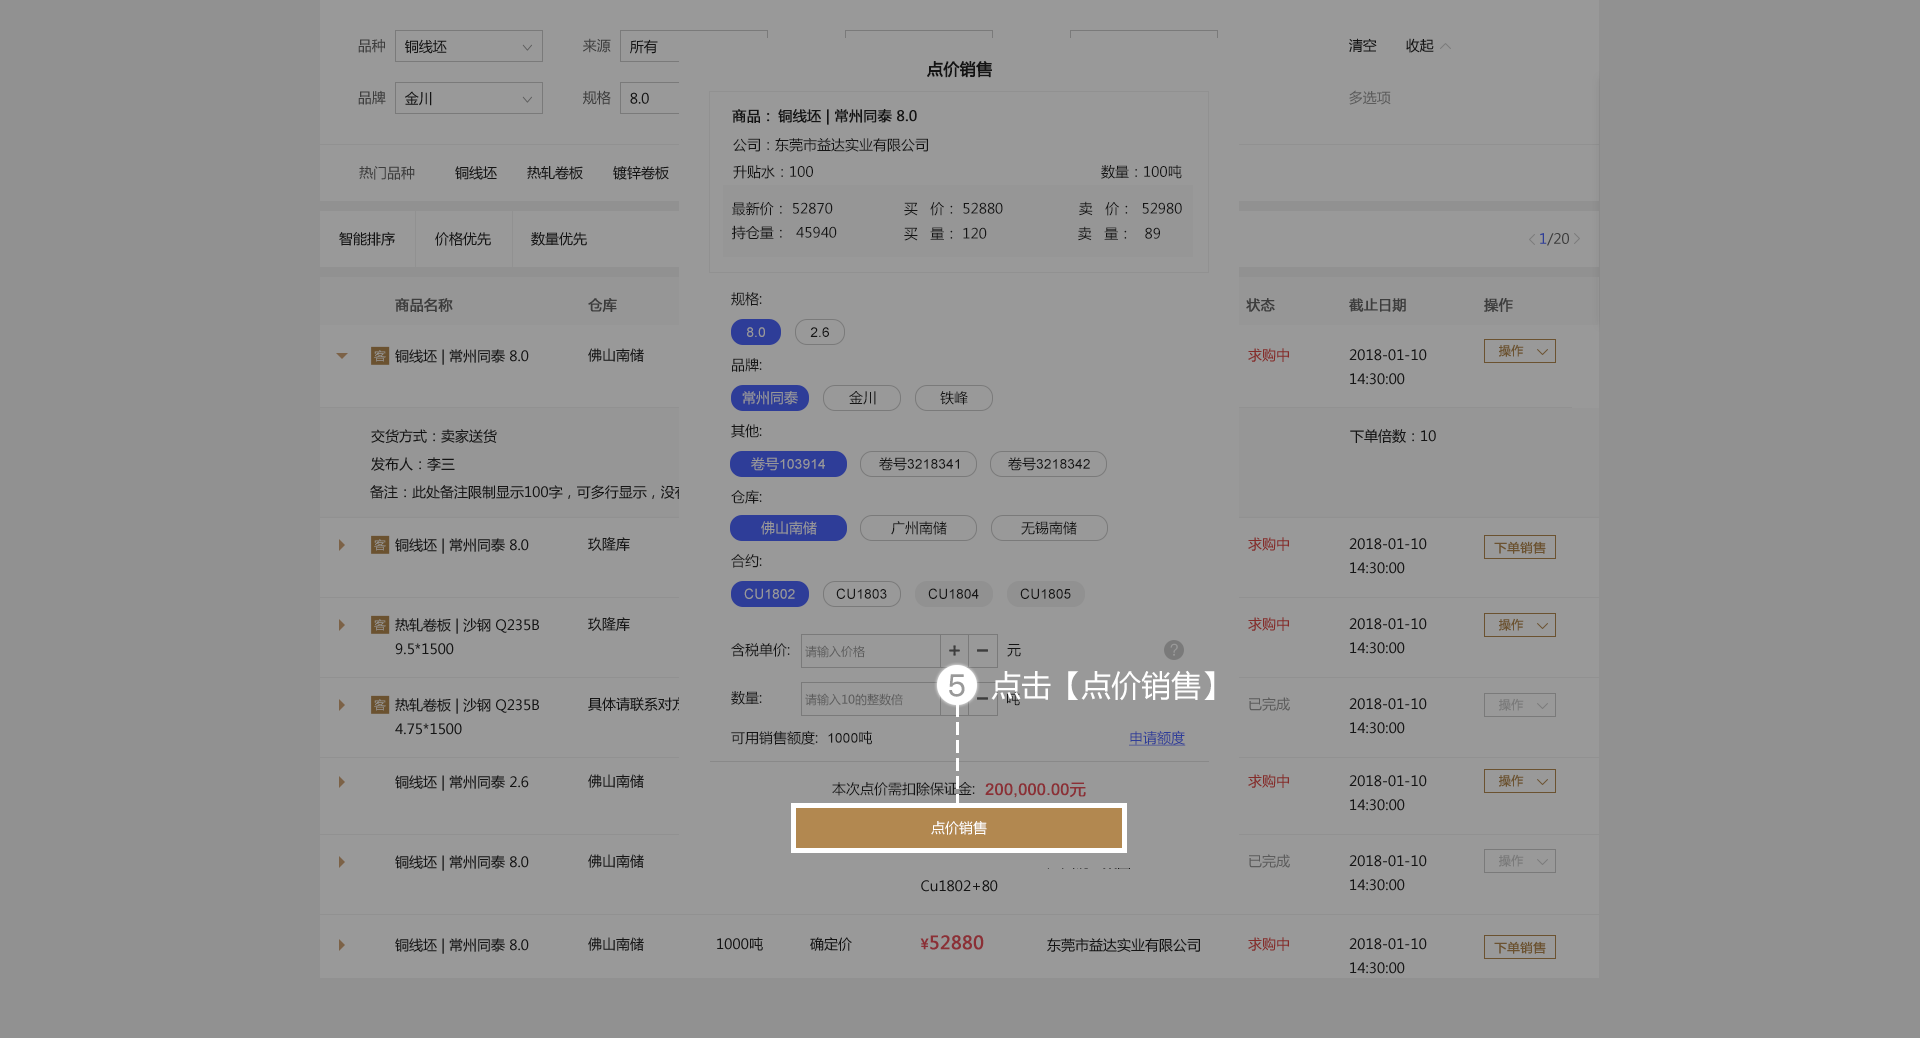 品种 铜线坯 来源 所有 清空 收起
点价销售
品牌 金川 规格 8.0 多选项
商品：铜线坯 | 常州同泰 8.0
公司：东莞市益达实业有限公司
热门品种 铜线坯 热轧卷板 镀锌卷板
升贴水：100 数量：100吨
最新价：52870 买 价：52880 卖 价：52980
持仓量：45940 买 量：120 卖 量：89
智能排序 价格优先 数量优先 1/20
规格:
商品名称 仓库 状态 截止日期 操作
8.0 2.6
客 铜线坯 | 常州同泰 8.0 佛山南储 求购中 2018-01-10 操作
14:30:00
品牌:
常州同泰 金川 铁峰
其他:
交货方式：卖家送货 下单倍数：10
发布人：李三
卷号103914 卷号3218341 卷号3218342
备注：此处备注限制显示100字，可多行显示，没
仓库:
佛山南储 广州南储 无锡南储
客 铜线坯 | 常州同泰 8.0 玖隆库 求购中 2018-01-10 下单销售
14:30:00
合约:
CU1802 CU1803 CU1804 CU1805
客 热轧卷板 | 沙钢 Q235B 玖隆库 求购中 2018-01-10 操作
9.5*1500 14:30:00
含税单价: 请输入价格 + − 元 ?
5 点击【点价销售】
数量: 请输入10的整数倍 − 吨
客 热轧卷板 | 沙钢 Q235B 具体请联系对 已完成 2018-01-10 操作
4.75*1500 14:30:00
可用销售额度: 1000吨 申请额度
铜线坯 | 常州同泰 2.6 佛山南储 求购中 2018-01-10 操作
14:30:00
本次点价需扣除保证金: 200,000.00元
点价销售
铜线坯 | 常州同泰 8.0 佛山南储 已完成 2018-01-10 操作
Cu1802+80 14:30:00
铜线坯 | 常州同泰 8.0 佛山南储 1000吨 确定价 ¥52880 东莞市益达实业有限公司 求购中 2018-01-10 下单销售
14:30:00